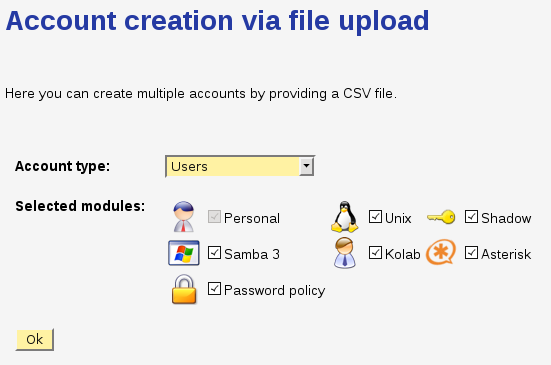 Account creation via file upload
Here you can create multiple accounts by providing a CSV file.
Account type: Users
Selected modules: Personal Unix Shadow
Samba 3 Kolab Asterisk
Password policy
Ok